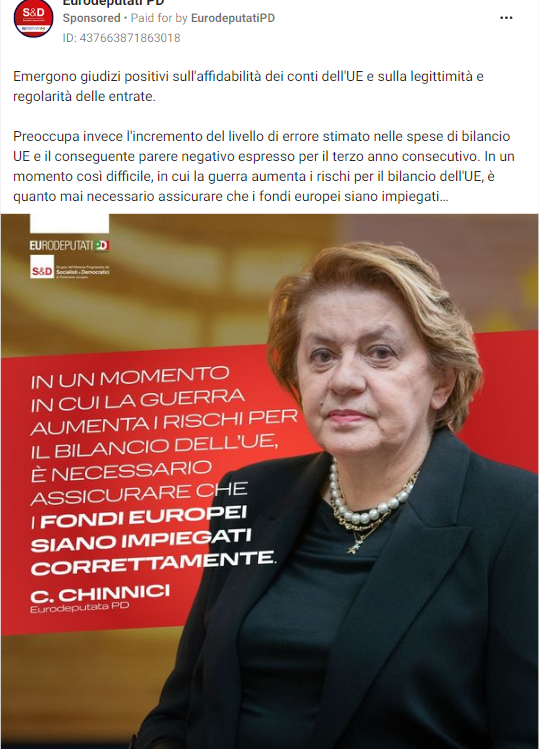 Eurodeputati PD
Sponsored • Paid for by EurodeputatiPD
ID: 437663871863018
Emergono giudizi positivi sull'affidabilità dei conti dell'UE e sulla legittimità e
regolarità delle entrate.
Preoccupa invece l'incremento del livello di errore stimato nelle spese di bilancio
UE e il conseguente parere negativo espresso per il terzo anno consecutivo. In un
momento così difficile, in cui la guerra aumenta i rischi per il bilancio dell'UE, è
quanto mai necessario assicurare che i fondi europei siano impiegati...
S&D
EURODEPUTATI PD
S&D
Gruppo dell'Alleanza Progressista dei
Socialisti & Democratici
al Parlamento europeo
IN UN MOMENTO
IN CUI LA GUERRA
AUMENTA I RISCHI PER
IL BILANCIO DELL'UE,
È NECESSARIO
ASSICURARE CHE
I FONDI EUROPEI
SIANO IMPIEGATI
CORRETTAMENTE.
C. CHINNICI
Eurodeputata PD